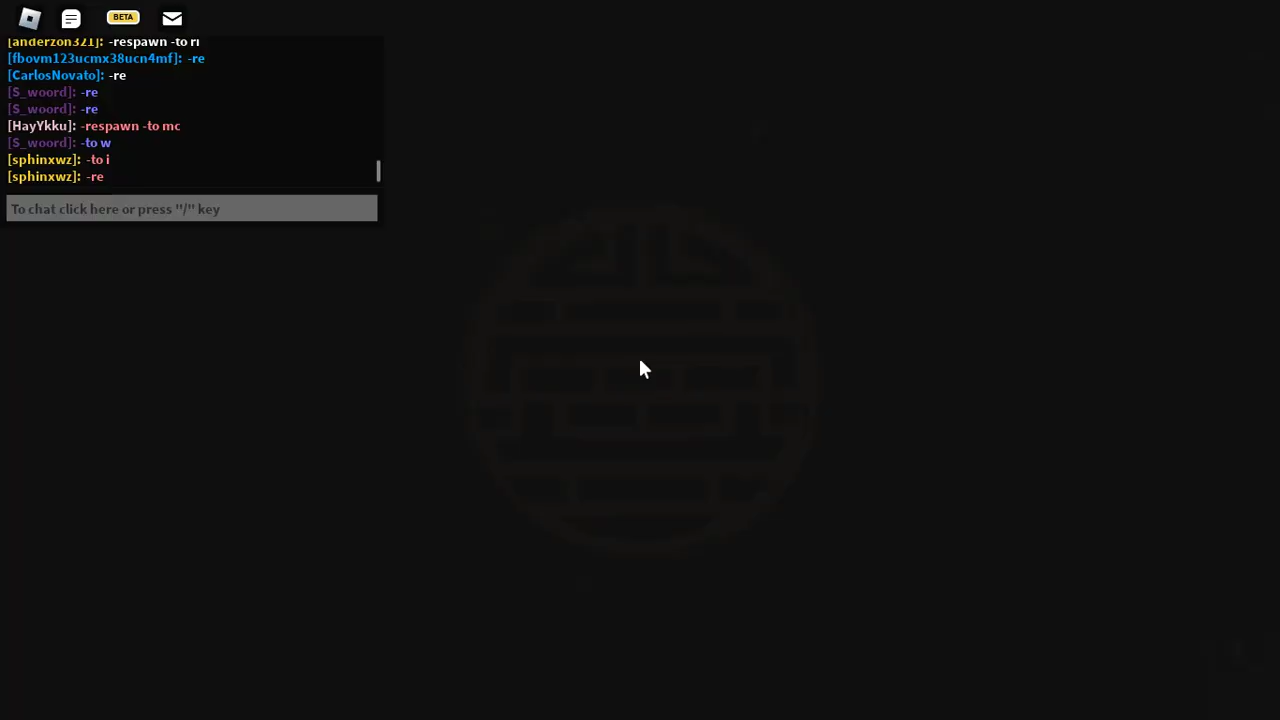 BETA
[anderzon321]: -respawn -to ri
[fbovm123ucmx38ucn4mf]: -re
[CarlosNovato]: -re
[S_woord]: -re
[S_woord]: -re
[HayYkku]: -respawn -to mc
[S_woord]: -to w
[sphinxwz]: -to i
[sphinxwz]: -re
To chat click here or press "/" key